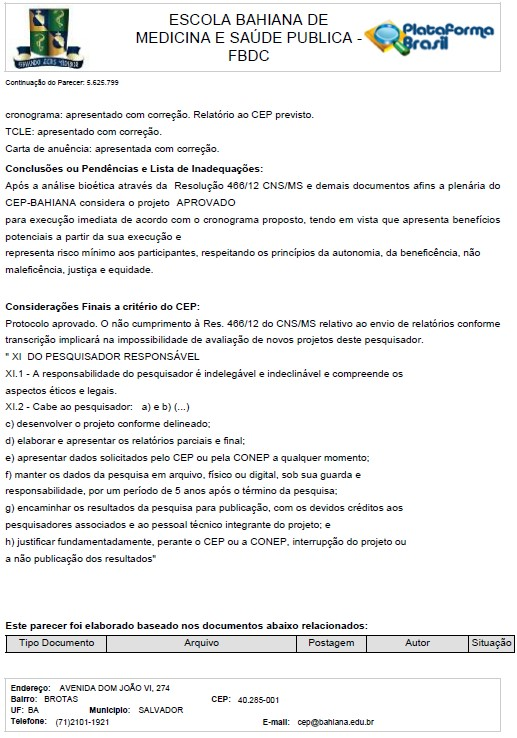 ESCOLA BAHIANA DE
MEDICINA E SAÚDE PUBLICA -
FBDC
Plataforma
Brasil
Continuação do Parecer: 5.625.799
cronograma: apresentado com correção. Relatório ao CEP previsto.
TCLE: apresentado com correção.
Carta de anuência: apresentada com correção.
Conclusões ou Pendências e Lista de Inadequações:
Após a análise bioética através da Resolução 466/12 CNS/MS e demais documentos afins a plenária do
CEP-BAHIANA considera o projeto APROVADO
para execução imediata de acordo com o cronograma proposto, tendo em vista que apresenta benefícios
potenciais a partir da sua execução e
representa risco mínimo aos participantes, respeitando os princípios da autonomia, da beneficência, não
maleficência, justiça e equidade.
Considerações Finais a critério do CEP:
Protocolo aprovado. O não cumprimento à Res. 466/12 do CNS/MS relativo ao envio de relatórios conforme
transcrição implicará na impossibilidade de avaliação de novos projetos deste pesquisador.
" XI DO PESQUISADOR RESPONSÁVEL
XI.1 - A responsabilidade do pesquisador é indelegável e indeclinável e compreende os
aspectos éticos e legais.
XI.2 - Cabe ao pesquisador: a) e b) (...)
c) desenvolver o projeto conforme delineado;
d) elaborar e apresentar os relatórios parciais e final;
e) apresentar dados solicitados pelo CEP ou pela CONEP a qualquer momento;
f) manter os dados da pesquisa em arquivo, físico ou digital, sob sua guarda e
responsabilidade, por um período de 5 anos após o término da pesquisa;
g) encaminhar os resultados da pesquisa para publicação, com os devidos créditos aos
pesquisadores associados e ao pessoal técnico integrante do projeto; e
h) justificar fundamentadamente, perante o CEP ou a CONEP, interrupção do projeto ou
a não publicação dos resultados"
Este parecer foi elaborado baseado nos documentos abaixo relacionados:
Tipo Documento Arquivo Postagem Autor Situação
Endereço: AVENIDA DOM JOÃO VI, 274
Bairro: BROTAS CEP: 40.285-001
UF: BA Município: SALVADOR
Telefone: (71)2101-1921 E-mail: cep@bahiana.edu.br